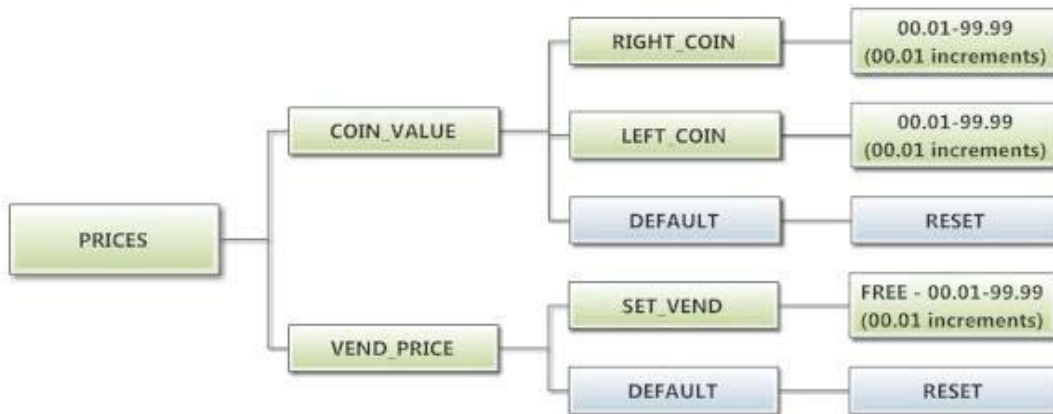 RIGHT_COIN
00.01-99.99
(00.01 increments)
COIN_VALUE
LEFT_COIN
00.01-99.99
(00.01 increments)
DEFAULT
RESET
PRICES
SET_VEND
FREE - 00.01-99.99
(00.01 increments)
VEND_PRICE
DEFAULT
RESET